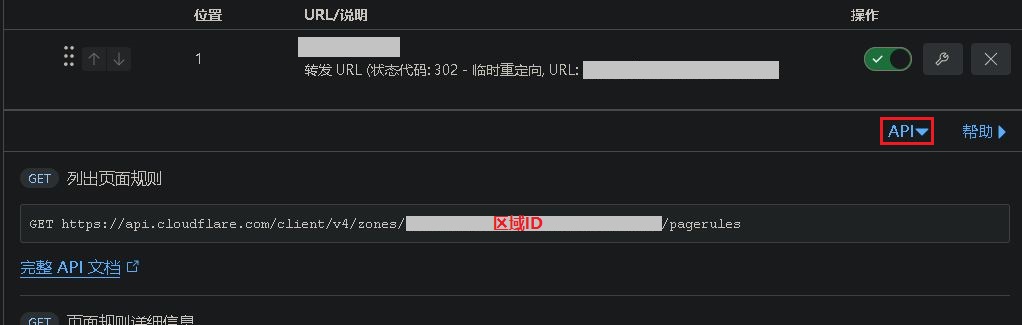 位置 URL/说明 操作
1
转发 URL (状态代码: 302 - 临时重定向, URL:
API 帮助
GET 列出页面规则
GET https://api.cloudflare.com/client/v4/zones/ 区域ID /pagerules
完整 API 文档
GET 页面规则详细信息